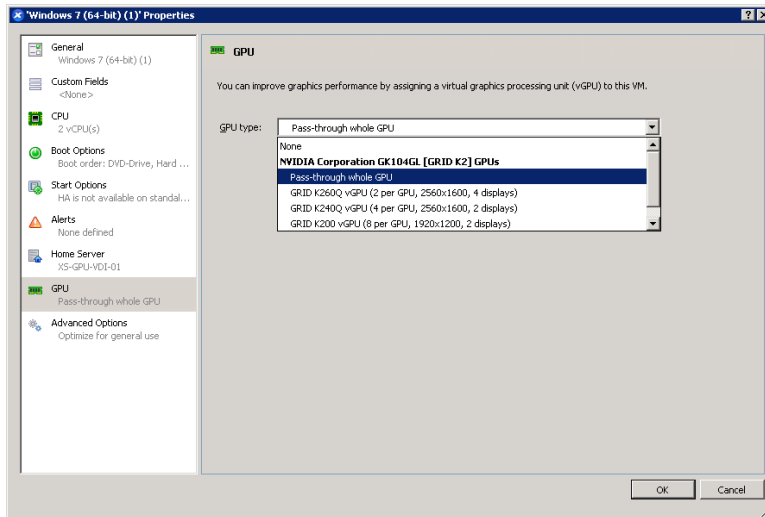 'Windows 7 (64-bit) (1)' Properties
General
Windows 7 (64-bit) (1)
Custom Fields
<None>
CPU
2 vCPU(s)
Boot Options
Boot order: DVD-Drive, Hard ...
Start Options
HA is not available on standal...
Alerts
None defined
Home Server
XS-GPU-VDI-01
GPU
Pass-through whole GPU
Advanced Options
Optimize for general use
GPU
You can improve graphics performance by assigning a virtual graphics processing unit (vGPU) to this VM.
GPU type: Pass-through whole GPU
None
NVIDIA Corporation GK104GL [GRID K2] GPUs
Pass-through whole GPU
GRID K260Q vGPU (2 per GPU, 2560x1600, 4 displays)
GRID K240Q vGPU (4 per GPU, 2560x1600, 2 displays)
GRID K200 vGPU (8 per GPU, 1920x1200, 2 displays)
OK Cancel